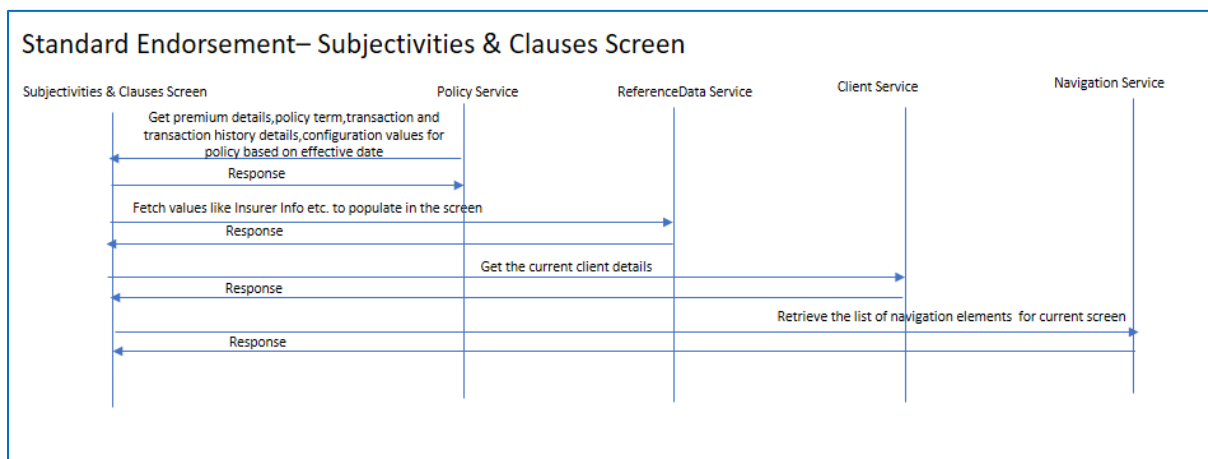 Standard Endorsement– Subjectivities & Clauses Screen
Subjectivities & Clauses Screen
Policy Service
ReferenceData Service
Client Service
Navigation Service
Get premium details,policy term,transaction and
transaction history details,configuration values for
policy based on effective date
Response
Fetch values like Insurer Info etc. to populate in the screen
Response
Get the current client details
Response
Retrieve the list of navigation elements for current screen
Response